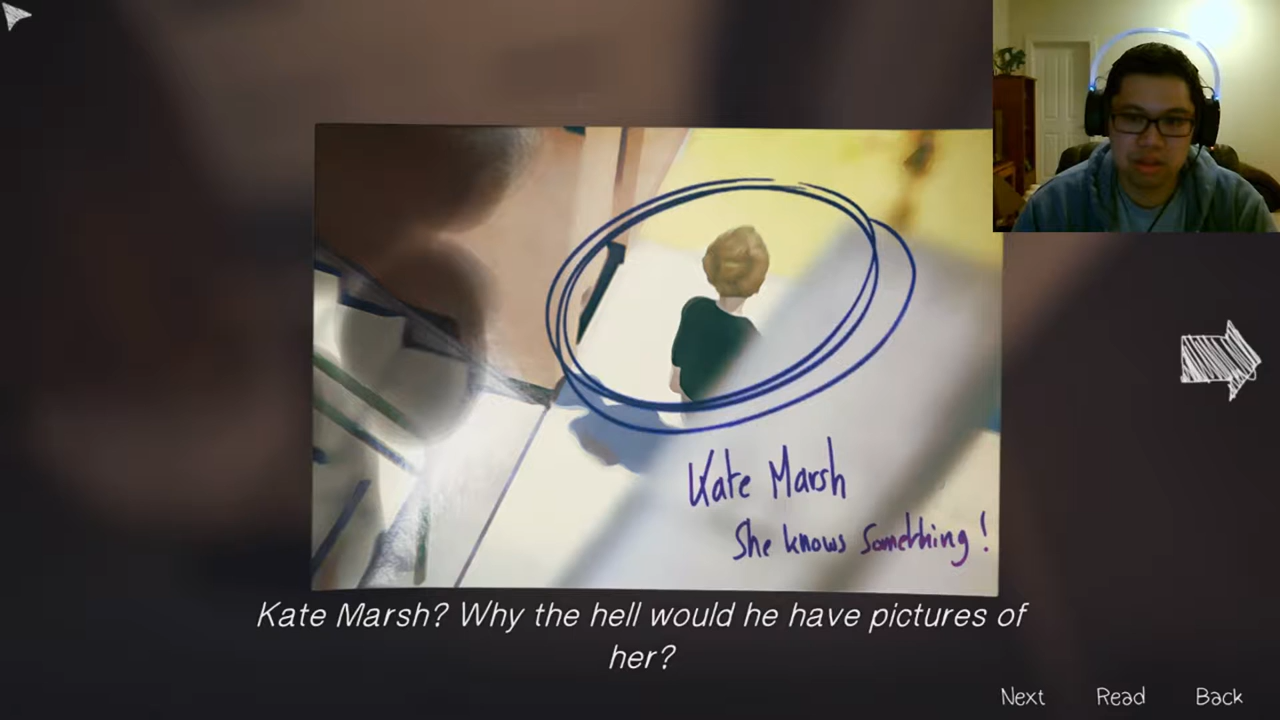 Kate Marsh
She knows something!
Kate Marsh? Why the hell would he have pictures of
her?
Next Read Back